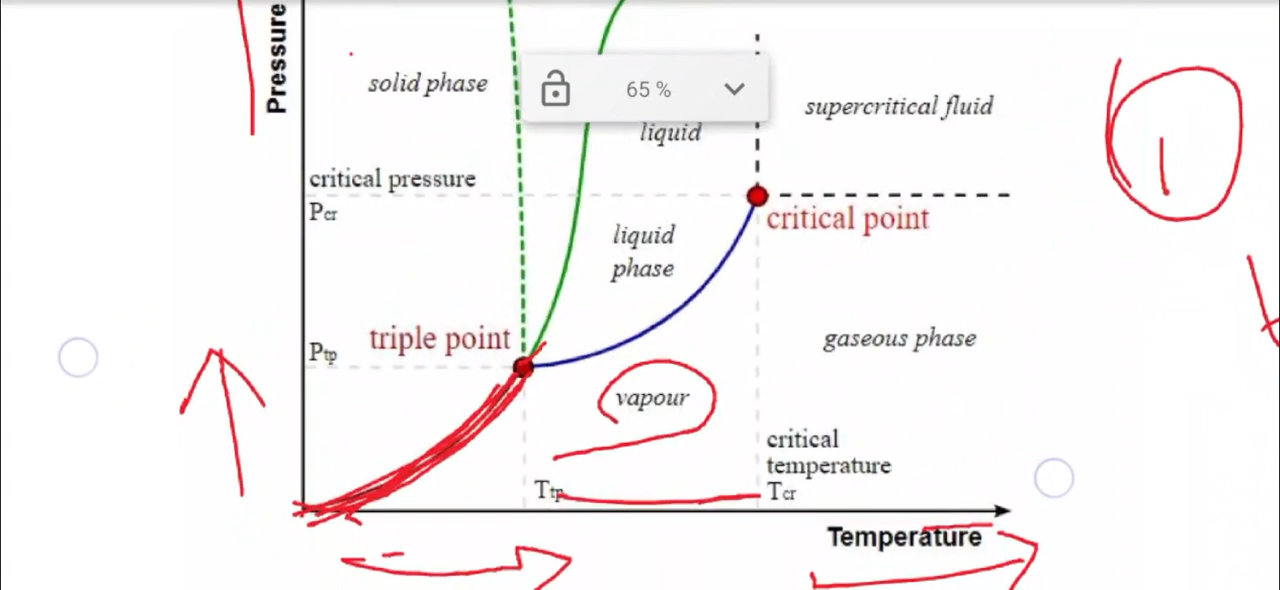 Pressure
solid phase
65 %
liquid
supercritical fluid
critical pressure
Pcr
critical point
liquid
phase
triple point
Ptp
gaseous phase
vapour
critical
temperature
Ttp
Tcr
Temperature